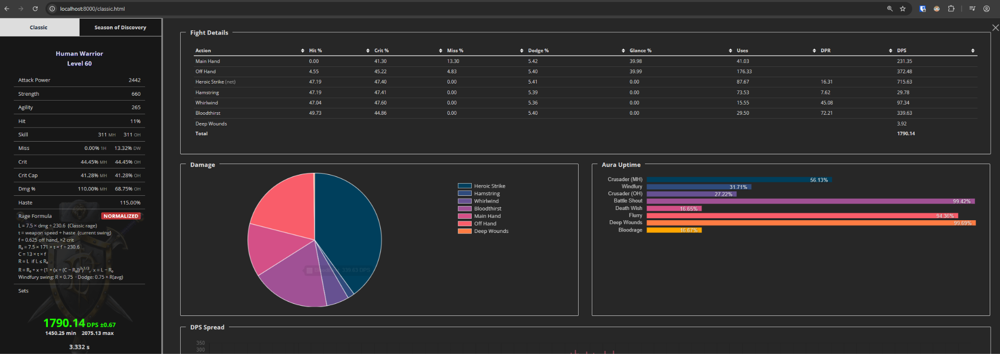 localhost:8000/classic.html
Classic
Season of Discovery
Human Warrior
Level 60
Attack Power 2442
Strength 660
Agility 265
Hit 11%
Skill 311 MH 311 OH
Miss 0.00% 1H 13.32% DW
Crit 44.45% MH 44.45% OH
Crit Cap 41.28% MH 41.28% OH
Dmg % 110.00% MH 68.75% OH
Haste 115.00%
Rage Formula NORMALIZED
L = 7.5 × dmg ÷ 230.6 (Classic rage)
t = weapon speed ÷ haste (current swing)
f = 0.625 off hand, ×2 crit
R₀ = 7.5 × 171 × t × f ÷ 230.6
C = 13 × t × f
R = L if L ≤ R₀
R = R₀ + x ÷ (1 + (x ÷ (C − R₀))³)¹/³, x = L − R₀
Windfury swing: R × 0.75 · Dodge: 0.75 × R(avg)
Sets
1790.14 DPS ±0.67
1450.25 min 2075.13 max
3.332 s
Fight Details
Action Hit % Crit % Miss % Dodge % Glance % Uses DPR DPS
Main Hand 0.00 41.30 13.30 5.42 39.98 41.03 231.35
Off Hand 4.55 45.22 4.83 5.40 39.99 176.33 372.48
Heroic Strike (net) 47.19 47.40 0.00 5.41 0.00 87.67 16.31 715.63
Hamstring 47.19 47.41 0.00 5.39 0.00 73.53 7.62 29.78
Whirlwind 47.04 47.60 0.00 5.36 0.00 15.55 45.08 97.34
Bloodthirst 49.73 44.86 0.00 5.40 0.00 29.50 72.21 339.63
Deep Wounds 3.92
Total 1790.14
Damage
Heroic Strike
Hamstring
Whirlwind
Bloodthirst
Main Hand
Off Hand
Deep Wounds
Bloodthirst: 339.63 DPS
Aura Uptime
Crusader (MH) 56.13%
Windfury 31.71%
Crusader (OH) 27.22%
Battle Shout 99.42%
Death Wish 16.65%
Flurry 94.36%
Deep Wounds 99.69%
Bloodrage 16.67%
DPS Spread
350
300